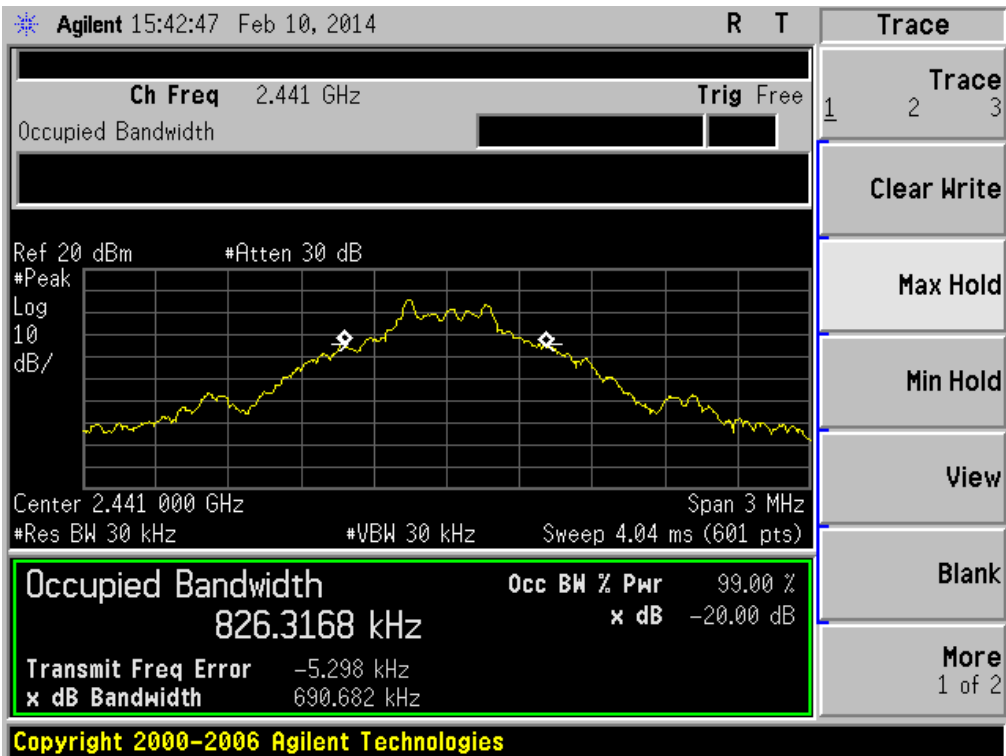 Agilent 15:42:47 Feb 10, 2014 R T
Trace
Ch Freq 2.441 GHz Trig Free
Occupied Bandwidth
Trace
1 2 3
Clear Write
Max Hold
Min Hold
View
Blank
More
1 of 2
Ref 20 dBm #Atten 30 dB
#Peak
Log
10
dB/
Center 2.441 000 GHz Span 3 MHz
#Res BW 30 kHz #VBW 30 kHz Sweep 4.04 ms (601 pts)
Occupied Bandwidth Occ BW % Pwr 99.00 %
826.3168 kHz x dB -20.00 dB
Transmit Freq Error -5.298 kHz
x dB Bandwidth 690.682 kHz
Copyright 2000-2006 Agilent Technologies